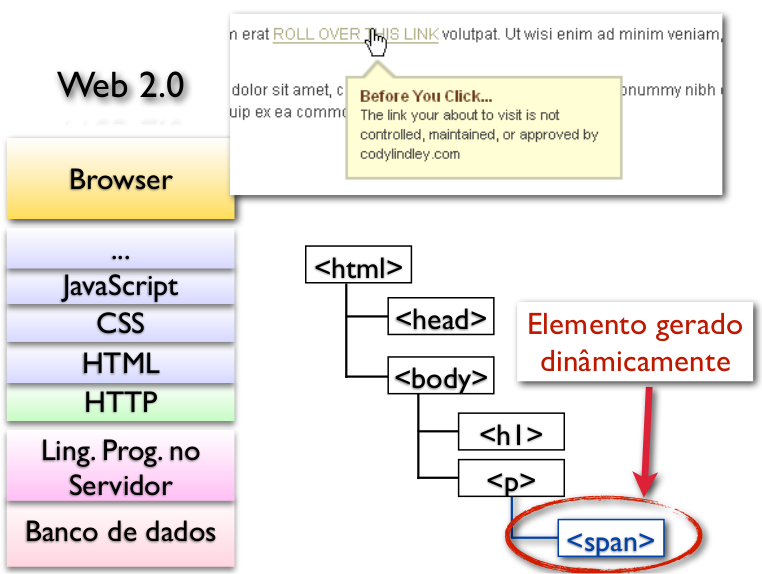 Web 2.0
m erat ROLL OVER THIS LINK volutpat. Ut wisi enim ad minim veniam,
dolor sit amet, c
onummy nibh
uip ex ea commo
Before You Click...
The link your about to visit is not
controlled, maintained, or approved by
codylindley.com
Browser
...
JavaScript
CSS
HTML
HTTP
Ling. Prog. no
Servidor
Banco de dados
<html>
<head>
<body>
<h1>
<p>
<span>
Elemento gerado
dinâmicamente